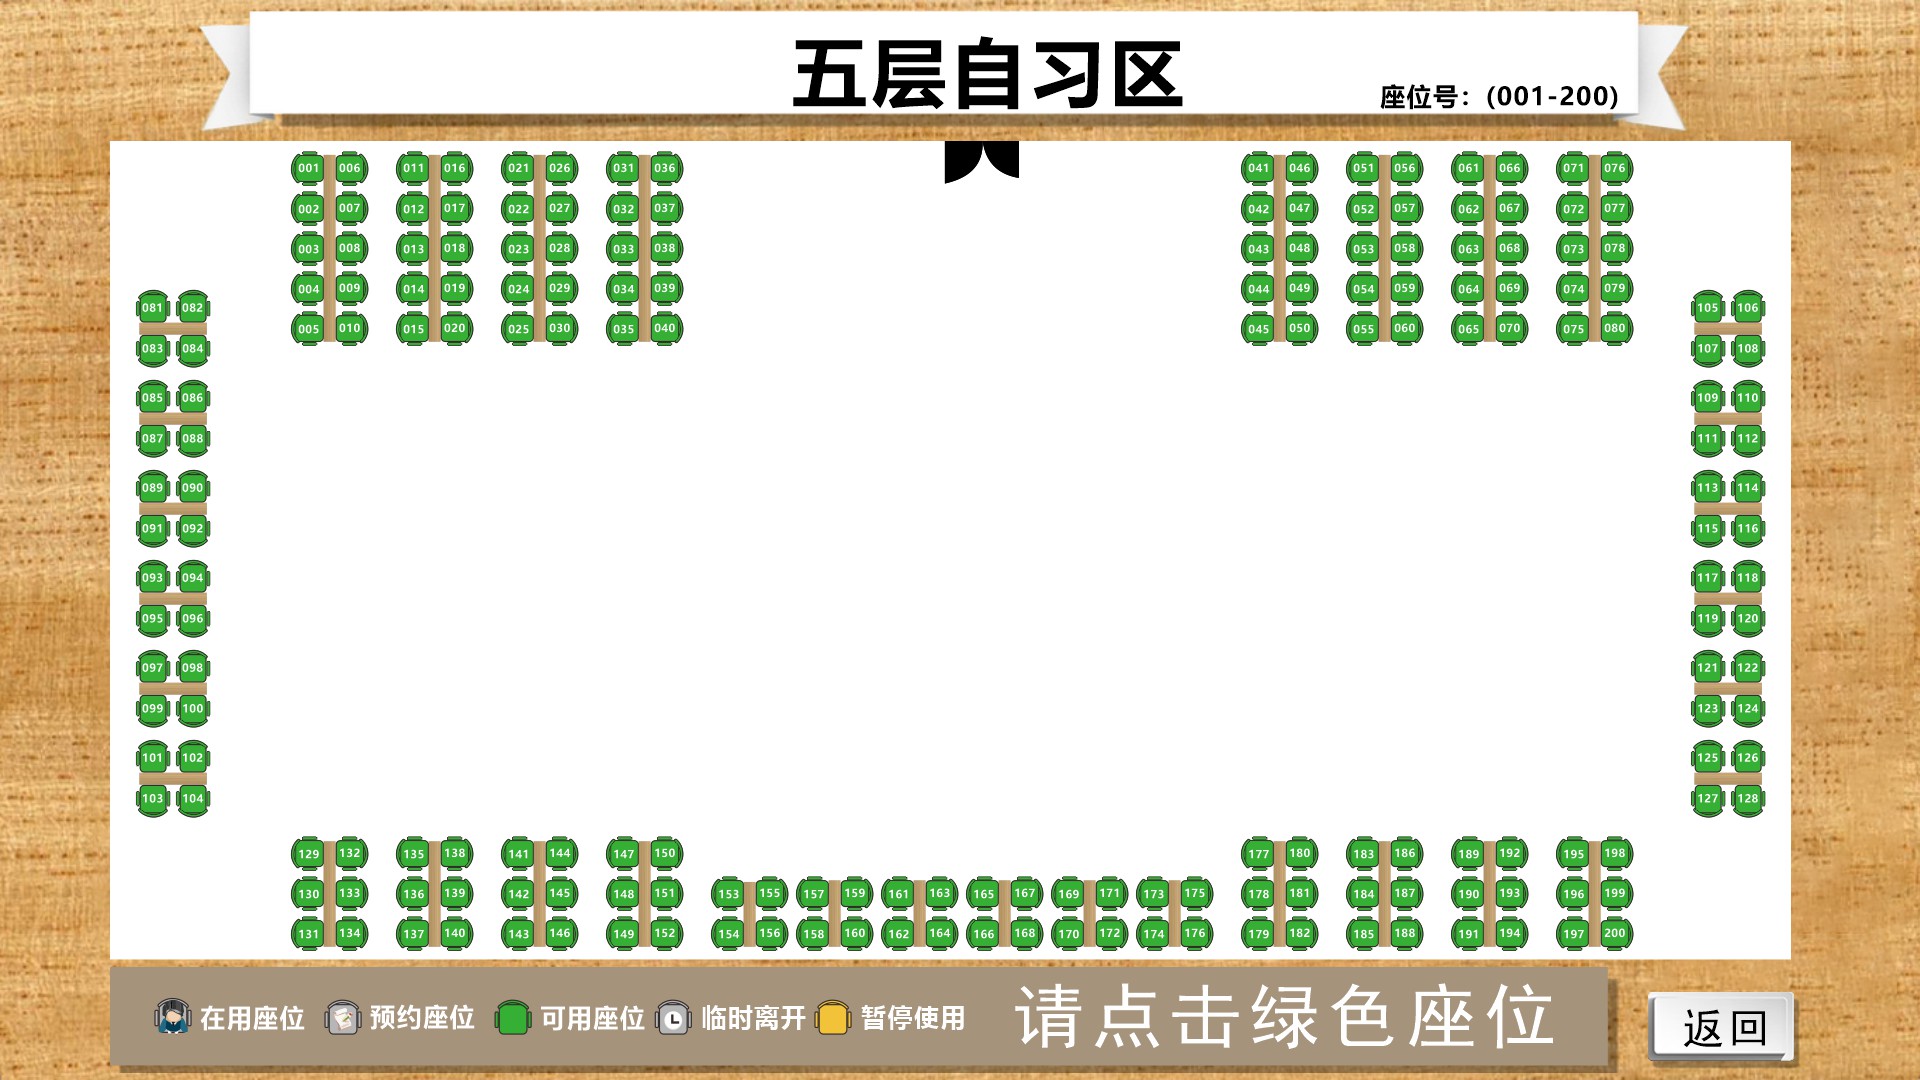 五层自习区
座位号：(001-200)
001 006 011 016 021 026 031 036 041 046 051 056 061 066 071 076
002 007 012 017 022 027 032 037 042 047 052 057 062 067 072 077
003 008 013 018 023 028 033 038 043 048 053 058 063 068 073 078
004 009 014 019 024 029 034 039 044 049 054 059 064 069 074 079
081 082 105 106
005 010 015 020 025 030 035 040 045 050 055 060 065 070 075 080
083 084 107 108
085 086 109 110
087 088 111 112
089 090 113 114
091 092 115 116
093 094 117 118
095 096 119 120
097 098 121 122
099 100 123 124
101 102 125 126
103 104 127 128
129 132 135 138 141 144 147 150 177 180 183 186 189 192 195 198
130 133 136 139 142 145 148 151 153 155 157 159 161 163 165 167 169 171 173 175 178 181 184 187 190 193 196 199
131 134 137 140 143 146 149 152 154 156 158 160 162 164 166 168 170 172 174 176 179 182 185 188 191 194 197 200
在用座位 预约座位 可用座位 临时离开 暂停使用 请点击绿色座位 返回